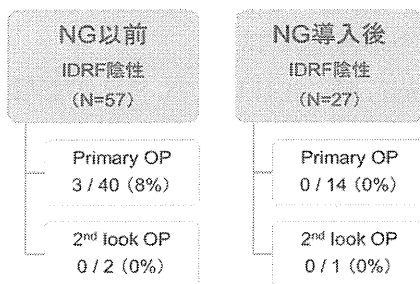 NG以前
IDRF陰性
(N=57)
Primary OP
3 / 40 (8%)
2nd look OP
0 / 2 (0%)
NG導入後
IDRF陰性
(N=27)
Primary OP
0 / 14 (0%)
2nd look OP
0 / 1 (0%)